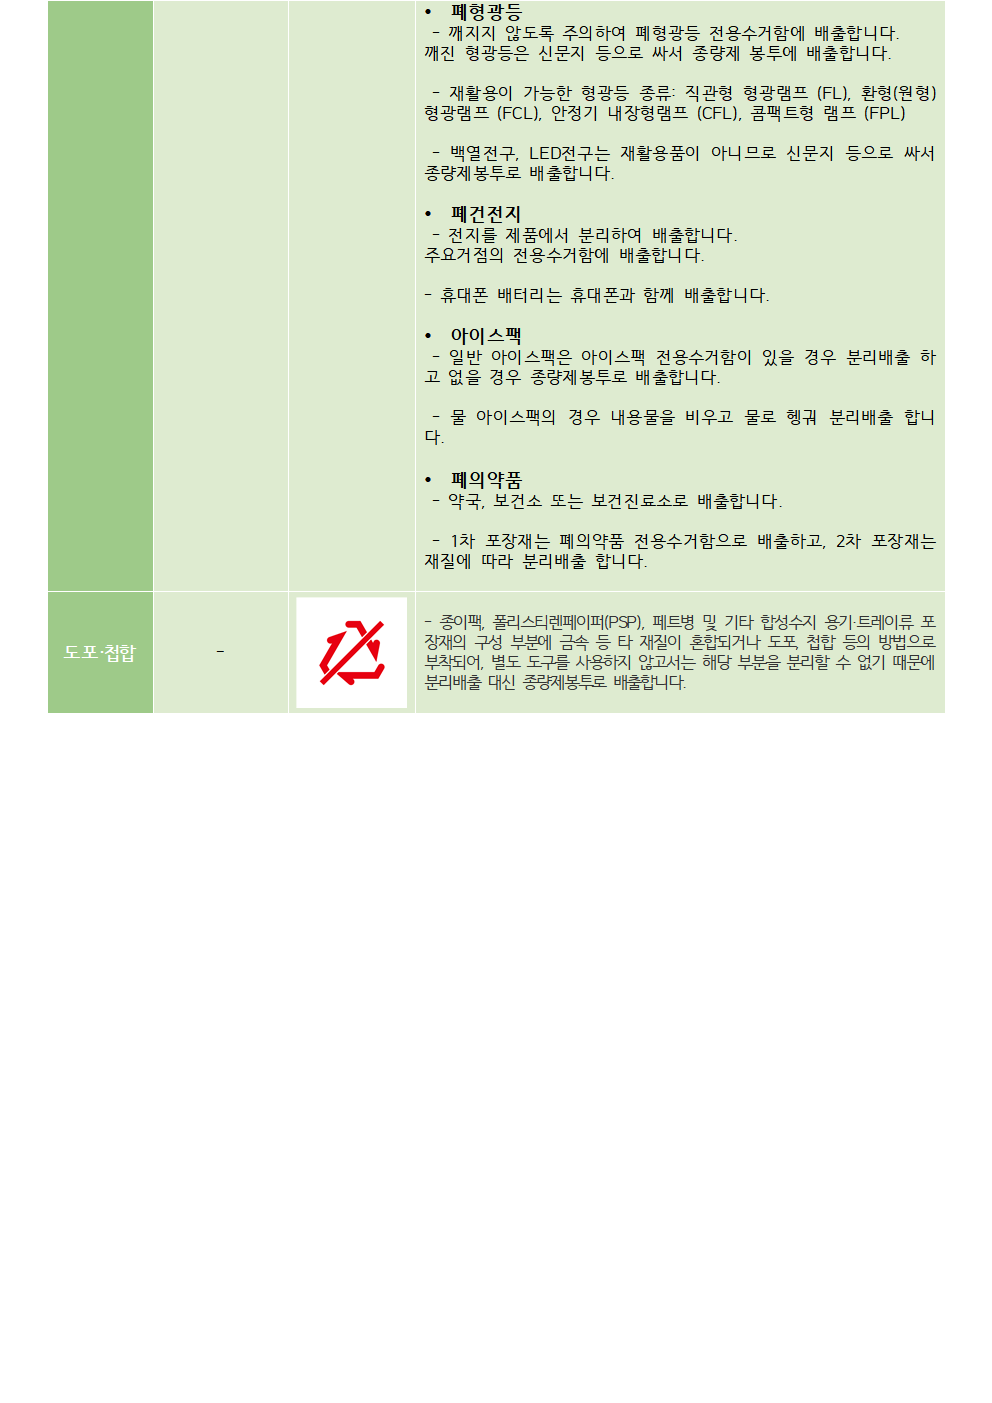 • 폐형광등
- 깨지지 않도록 주의하여 폐형광등 전용수거함에 배출합니다.
깨진 형광등은 신문지 등으로 싸서 종량제 봉투에 배출합니다.
- 재활용이 가능한 형광등 종류: 직관형 형광램프 (FL), 환형(원형)
형광램프 (FCL), 안정기 내장형램프 (CFL), 콤팩트형 램프 (FPL)
- 백열전구, LED전구는 재활용품이 아니므로 신문지 등으로 싸서
종량제봉투로 배출합니다.
• 폐건전지
- 전지를 제품에서 분리하여 배출합니다.
주요거점의 전용수거함에 배출합니다.
- 휴대폰 배터리는 휴대폰과 함께 배출합니다.
• 아이스팩
- 일반 아이스팩은 아이스팩 전용수거함이 있을 경우 분리배출 하
고 없을 경우 종량제봉투로 배출합니다.
- 물 아이스팩의 경우 내용물을 비우고 물로 헹궈 분리배출 합니
다.
• 폐의약품
- 약국, 보건소 또는 보건진료소로 배출합니다.
- 1차 포장재는 폐의약품 전용수거함으로 배출하고, 2차 포장재는
재질에 따라 분리배출 합니다.
도포·첩합
-
- 종이팩, 폴리스티렌페이퍼(PSP), 페트병 및 기타 합성수지 용기·트레이류 포
장재의 구성 부분에 금속 등 타 재질이 혼합되거나 도포, 첩합 등의 방법으로
부착되어, 별도 도구를 사용하지 않고서는 해당 부분을 분리할 수 없기 때문에
분리배출 대신 종량제봉투로 배출합니다.